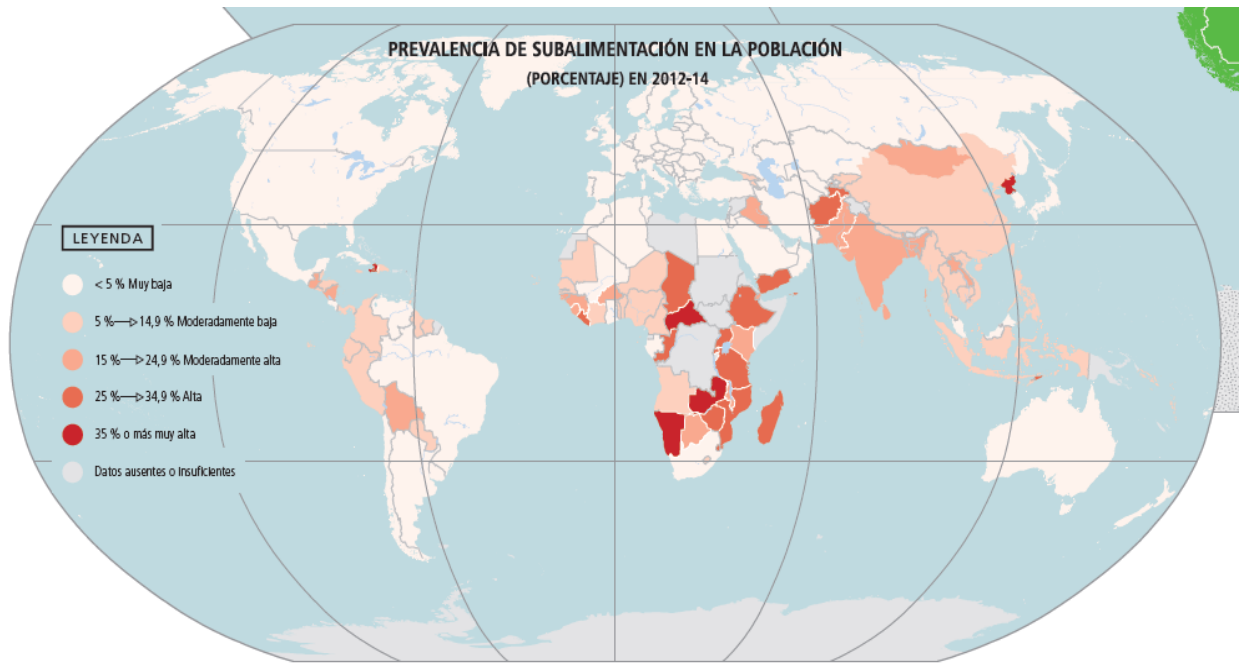 PREVALENCIA DE SUBALIMENTACIÓN EN LA POBLACIÓN
(PORCENTAJE) EN 2012-14
LEYENDA
< 5 % Muy baja
5 %—▷14,9 % Moderadamente baja
15 %—▷24,9 % Moderadamente alta
25 %—▷34,9 % Alta
35 % o más muy alta
Datos ausentes o insuficientes